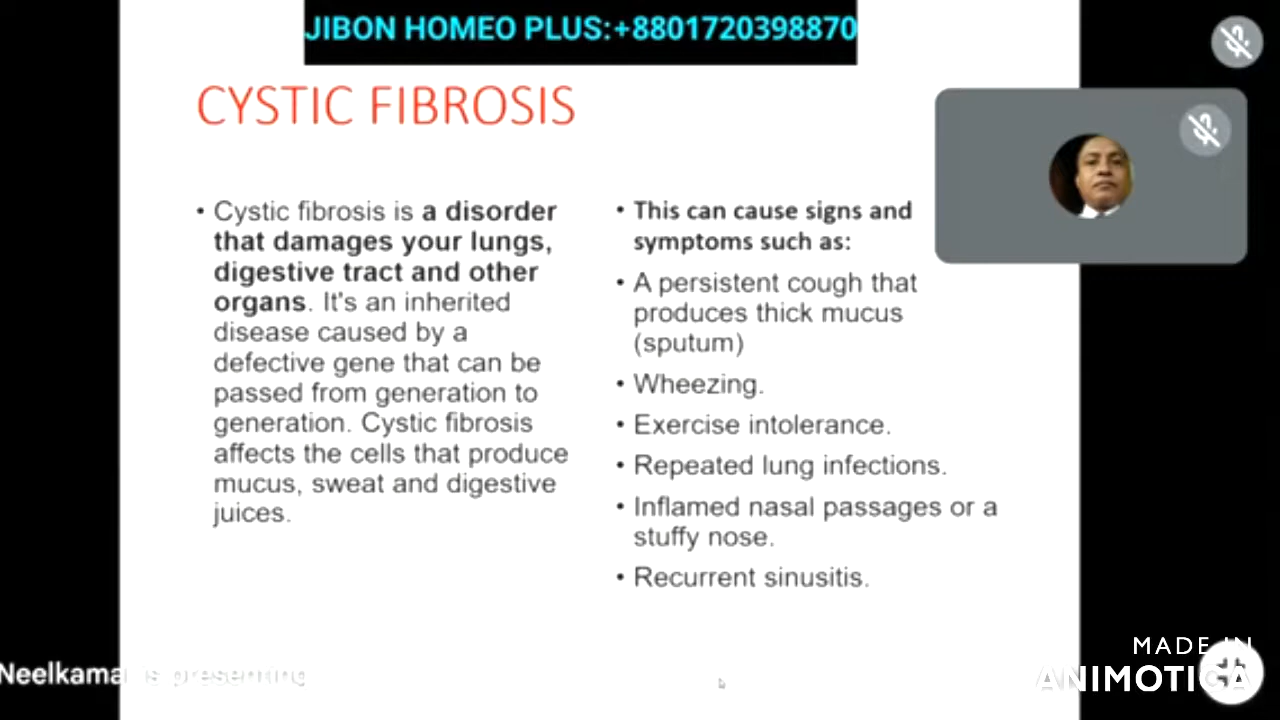 JIBON HOMEO PLUS:+8801720398870
CYSTIC FIBROSIS
• Cystic fibrosis is a disorder
that damages your lungs,
digestive tract and other
organs. It's an inherited
disease caused by a
defective gene that can be
passed from generation to
generation. Cystic fibrosis
affects the cells that produce
mucus, sweat and digestive
juices.
• This can cause signs and
symptoms such as:
• A persistent cough that
produces thick mucus
(sputum)
• Wheezing.
• Exercise intolerance.
• Repeated lung infections.
• Inflamed nasal passages or a
stuffy nose.
• Recurrent sinusitis.
Neelkamal is presenting
MADE IN
ANIMOTICA